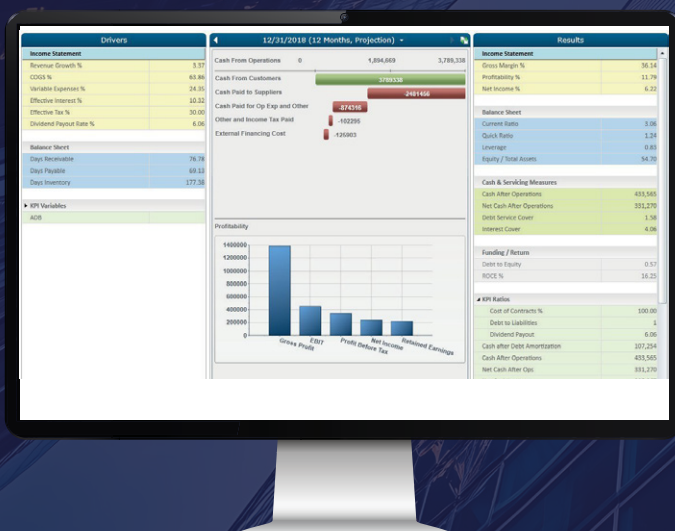 Drivers
Income Statement
Revenue Growth % 3.57
COGS % 63.86
Variable Expenses % 24.35
Effective Interest % 10.32
Effective Tax % 30.00
Dividend Payout Rate % 6.06
Balance Sheet
Days Receivable 76.78
Days Payable 69.13
Days Inventory 177.38
KPI Variables
ADB
12/31/2018 (12 Months, Projection)
Cash From Operations 0 1,894,669 3,789,338
Cash From Customers 3789338
Cash Paid to Suppliers -2481466
Cash Paid for Op Exp and Other -874316
Other and Income Tax Paid -102295
External Financing Cost -125903
Profitability
1400000
1200000
1000000
800000
600000
400000
200000
0
Gross Profit
EBIT
Profit Before Tax
Net Income
Retained Earnings
Results
Income Statement
Gross Margin % 36.14
Profitability % 11.79
Net Income % 6.22
Balance Sheet
Current Ratio 3.06
Quick Ratio 1.24
Leverage 0.83
Equity / Total Assets 54.70
Cash & Servicing Measures
Cash After Operations 433,565
Net Cash After Operations 331,270
Debt Service Cover 1.58
Interest Cover 4.06
Funding / Return
Debt to Equity 0.57
ROCE % 16.25
KPI Ratios
Cost of Contracts % 100.00
Debt to Liabilities 1
Dividend Payout 6.06
Cash after Debt Amortization 107,254
Cash After Operations 433,565
Net Cash After Ops 331,270